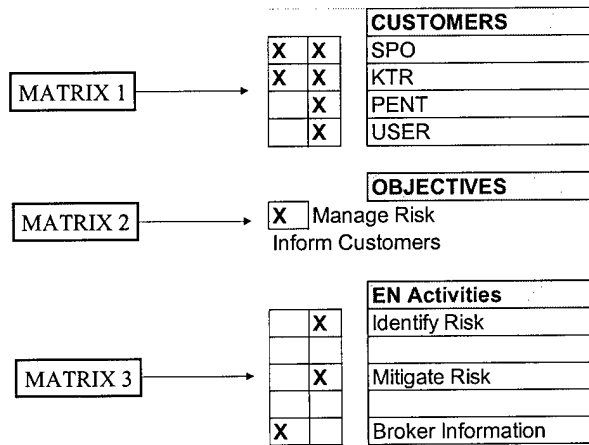 CUSTOMERS
X X SPO
MATRIX 1 X X KTR
X PENT
X USER
OBJECTIVES
MATRIX 2 X Manage Risk
Inform Customers
EN Activities
X Identify Risk
MATRIX 3 X Mitigate Risk
X Broker Information